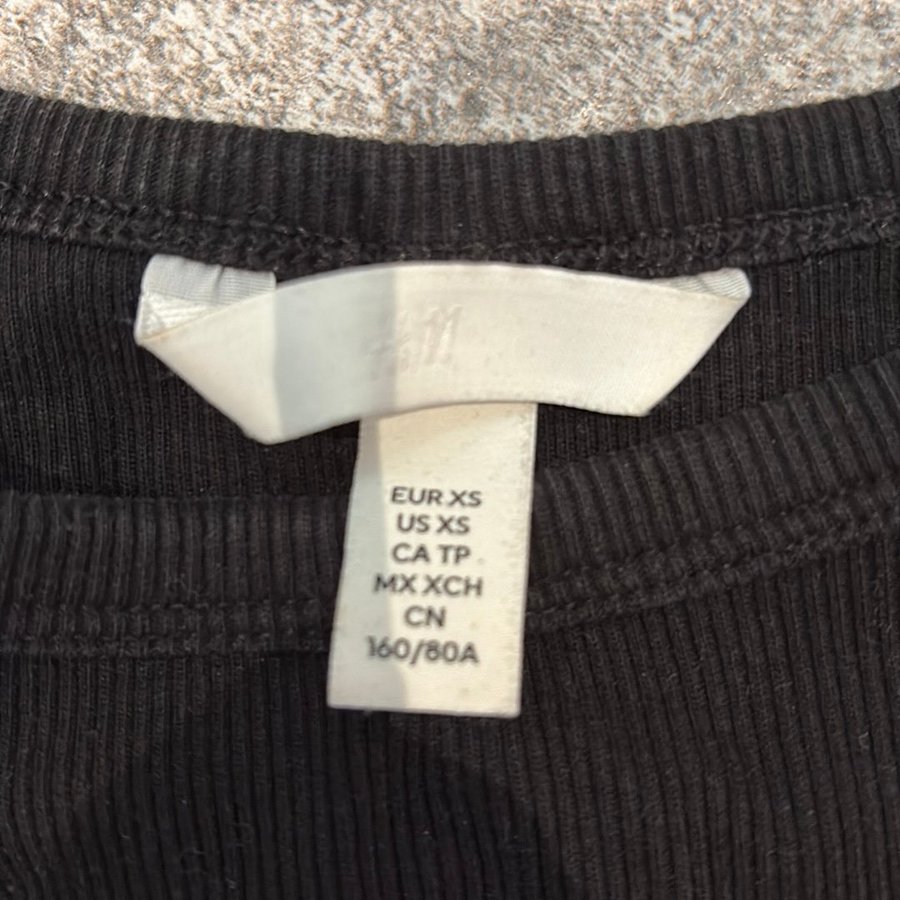 H&M
EUR XS
US XS
CA TP
MX XCH
CN
160/80A